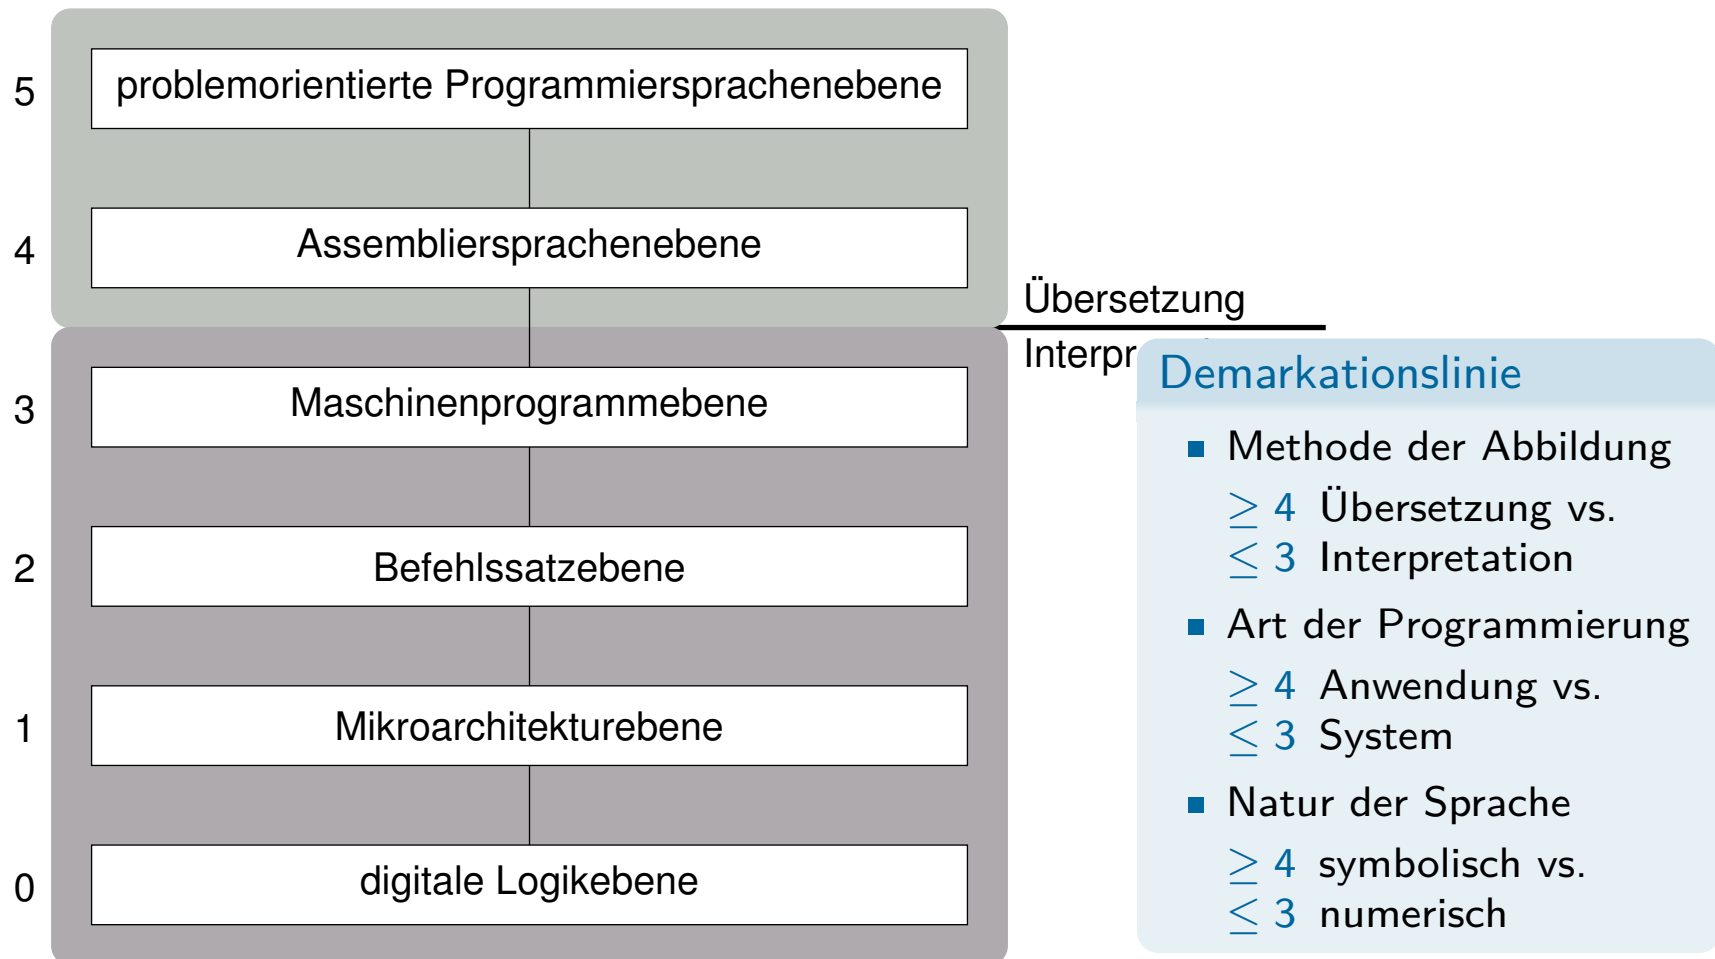 5 problemorientierte Programmiersprachenebene
4 Assembliersprachenebene
Übersetzung
Interpr
3 Maschinenprogrammebene
2 Befehlssatzebene
1 Mikroarchitekturebene
0 digitale Logikebene
Demarkationslinie
▪ Methode der Abbildung
≥ 4 Übersetzung vs.
≤ 3 Interpretation
▪ Art der Programmierung
≥ 4 Anwendung vs.
≤ 3 System
▪ Natur der Sprache
≥ 4 symbolisch vs.
≤ 3 numerisch